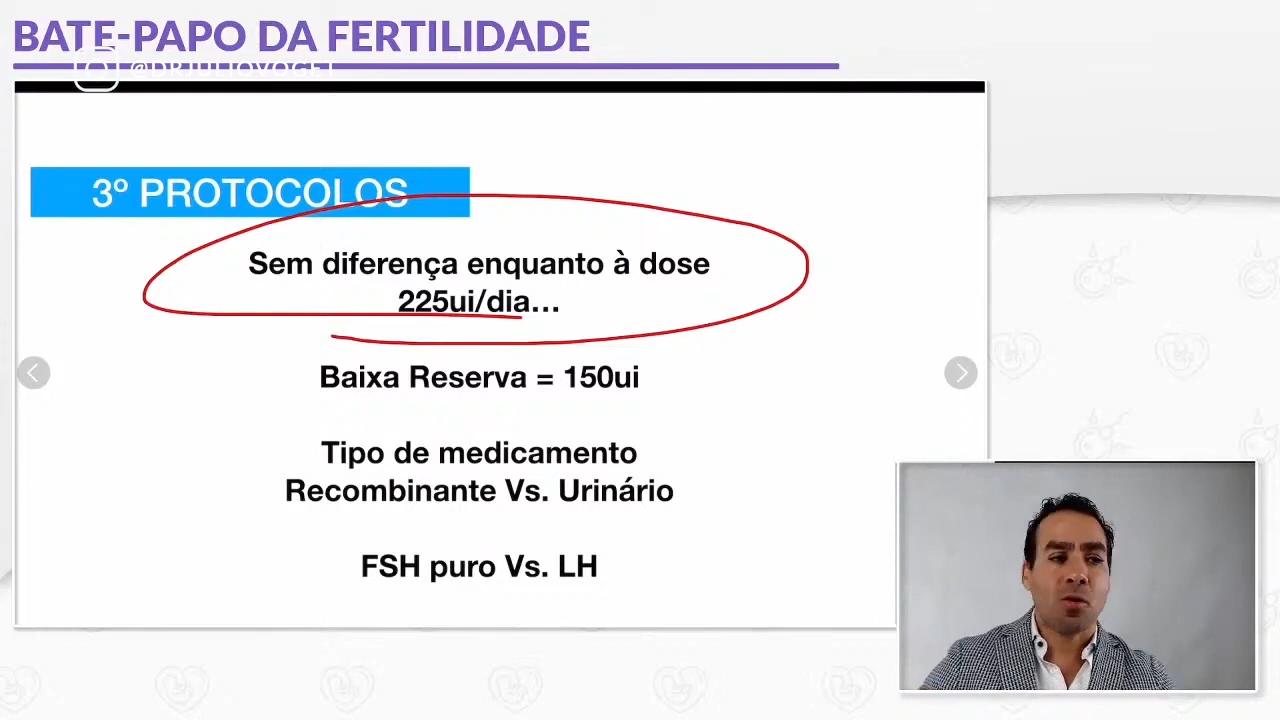 BATE-PAPO DA FERTILIDADE
@DRJULIOVOGET
3º PROTOCOLOS
Sem diferença enquanto à dose
225ui/dia...
Baixa Reserva = 150ui
Tipo de medicamento
Recombinante Vs. Urinário
FSH puro Vs. LH